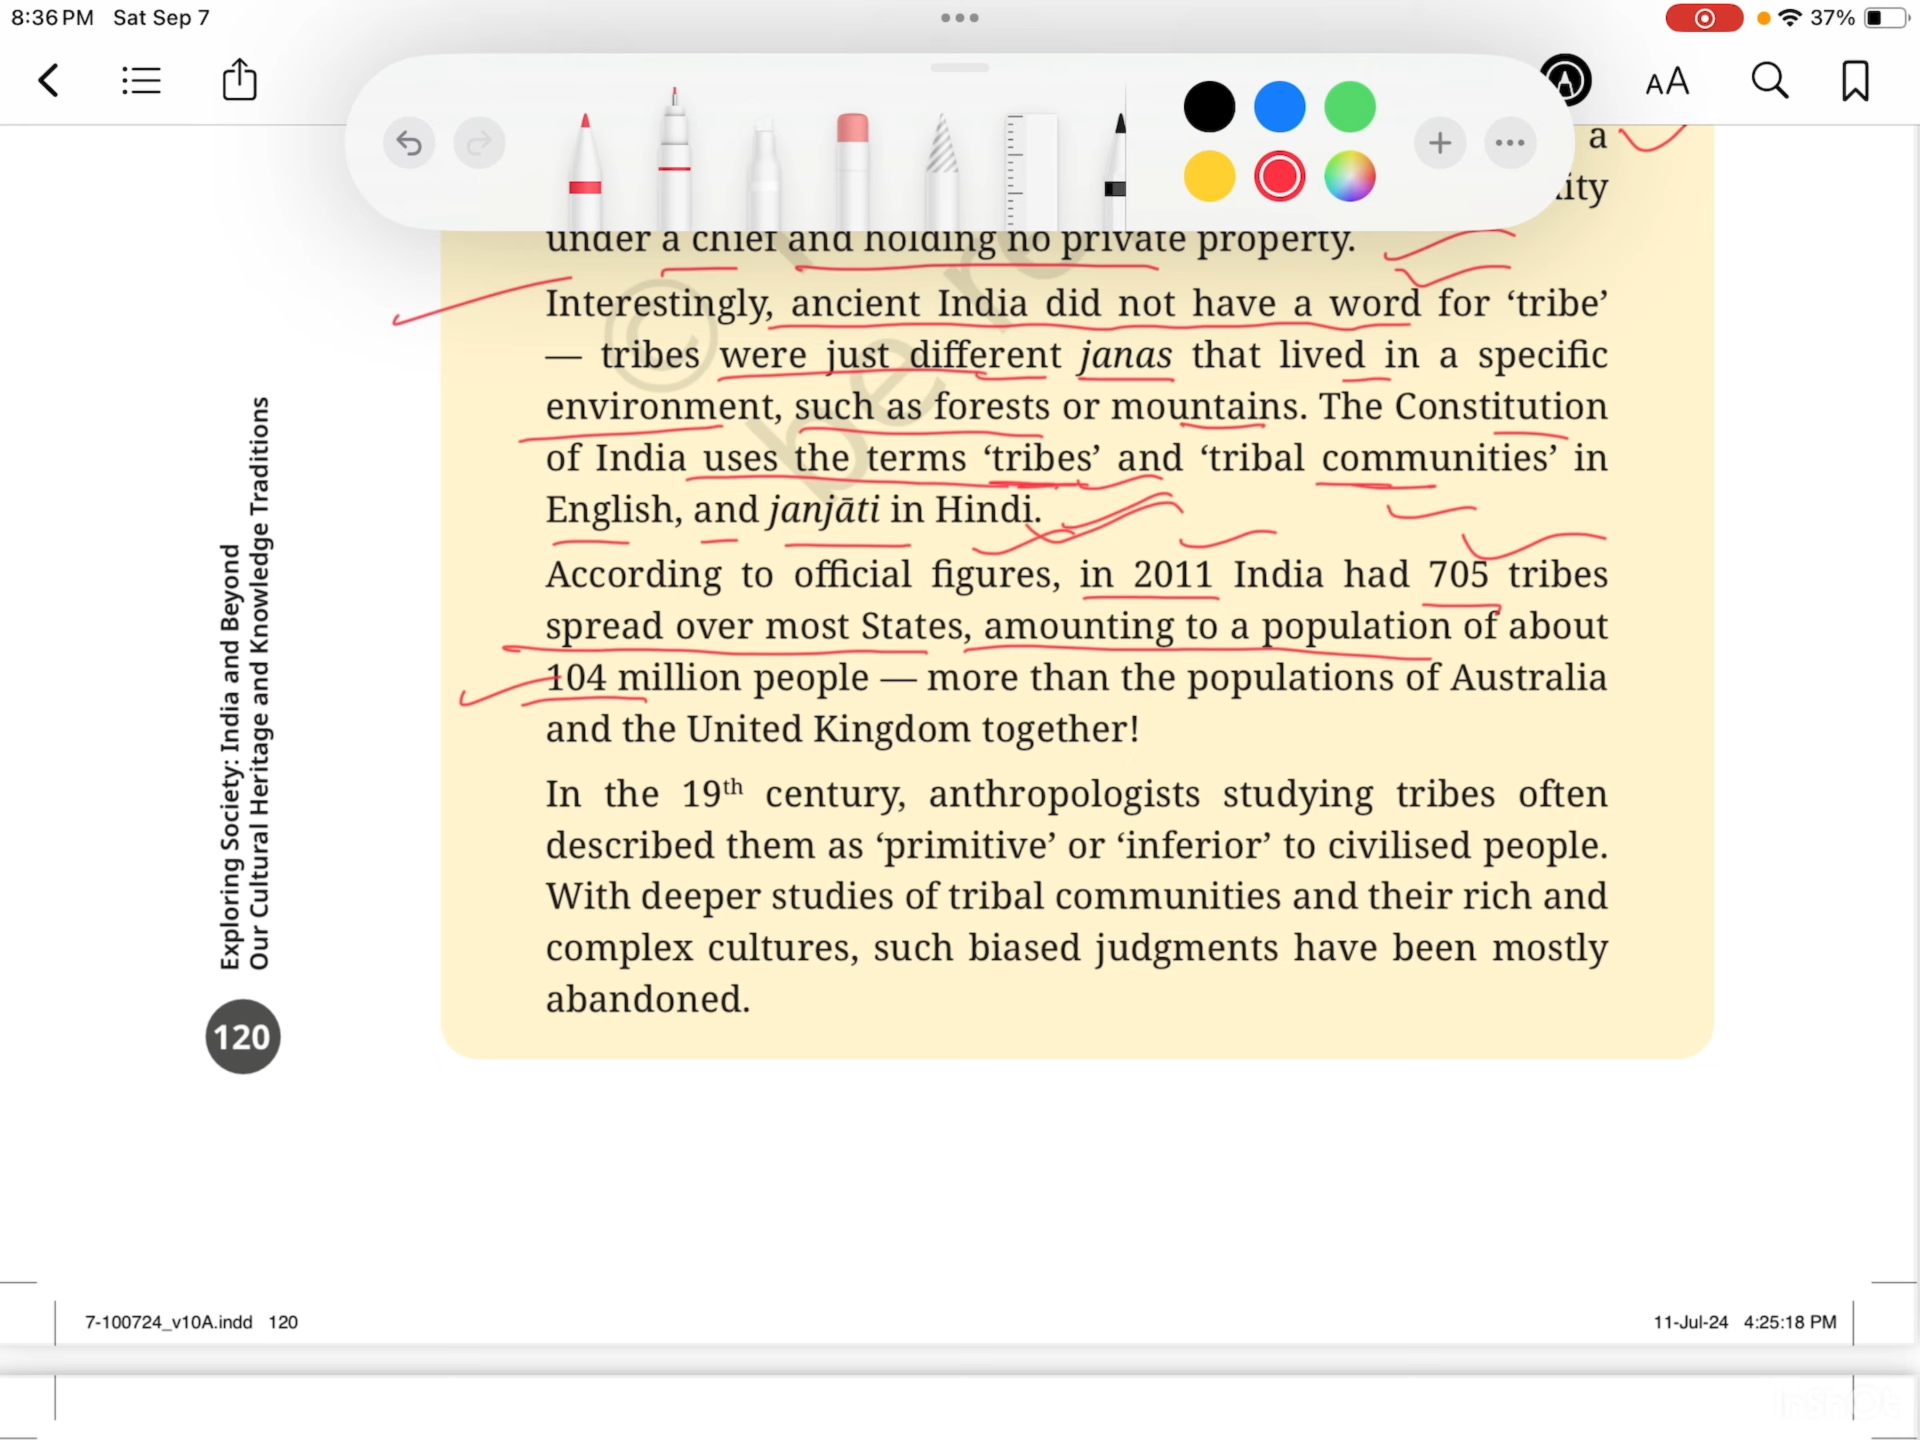 8:36 PM Sat Sep 7
37%
AA
a
ity
under a chief and holding no private property.
Interestingly, ancient India did not have a word for ‘tribe’
— tribes were just different janas that lived in a specific
environment, such as forests or mountains. The Constitution
of India uses the terms ‘tribes’ and ‘tribal communities’ in
English, and janjāti in Hindi.
According to official figures, in 2011 India had 705 tribes
spread over most States, amounting to a population of about
104 million people — more than the populations of Australia
and the United Kingdom together!
In the 19th century, anthropologists studying tribes often
described them as ‘primitive’ or ‘inferior’ to civilised people.
With deeper studies of tribal communities and their rich and
complex cultures, such biased judgments have been mostly
abandoned.
Exploring Society: India and Beyond
Our Cultural Heritage and Knowledge Traditions
120
©
be re
7-100724_v10A.indd 120
11-Jul-24 4:25:18 PM